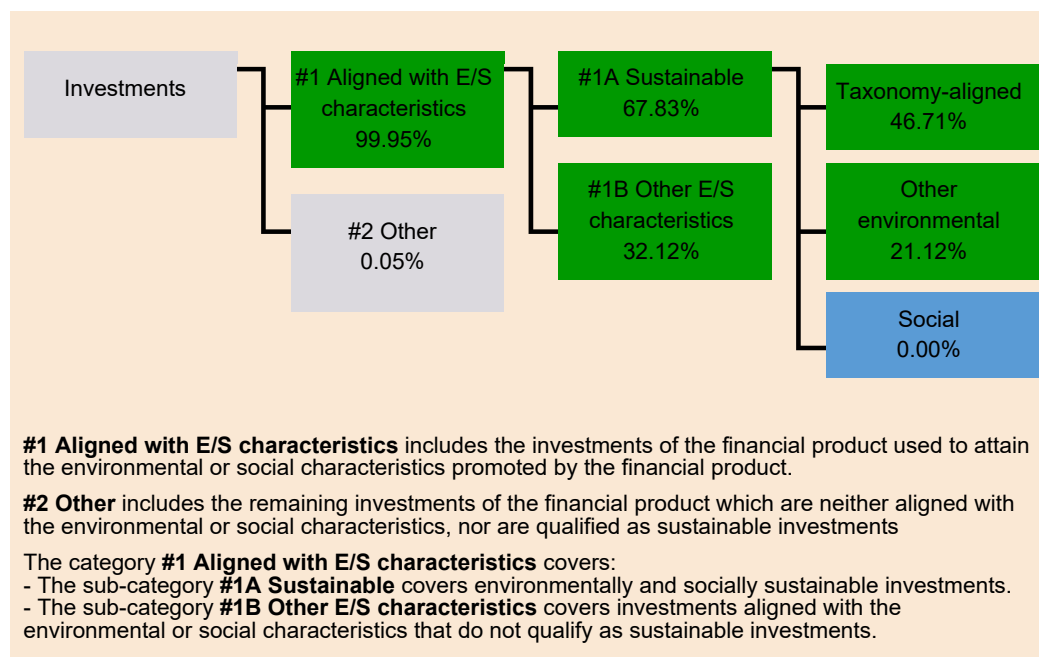 Investments
#1 Aligned with E/S
characteristics
99.95%
#2 Other
0.05%
#1A Sustainable
67.83%
#1B Other E/S
characteristics
32.12%
Taxonomy-aligned
46.71%
Other
environmental
21.12%
Social
0.00%
#1 Aligned with E/S characteristics includes the investments of the financial product used to attain
the environmental or social characteristics promoted by the financial product.
#2 Other includes the remaining investments of the financial product which are neither aligned with
the environmental or social characteristics, nor are qualified as sustainable investments
The category #1 Aligned with E/S characteristics covers:
- The sub-category #1A Sustainable covers environmentally and socially sustainable investments.
- The sub-category #1B Other E/S characteristics covers investments aligned with the
environmental or social characteristics that do not qualify as sustainable investments.